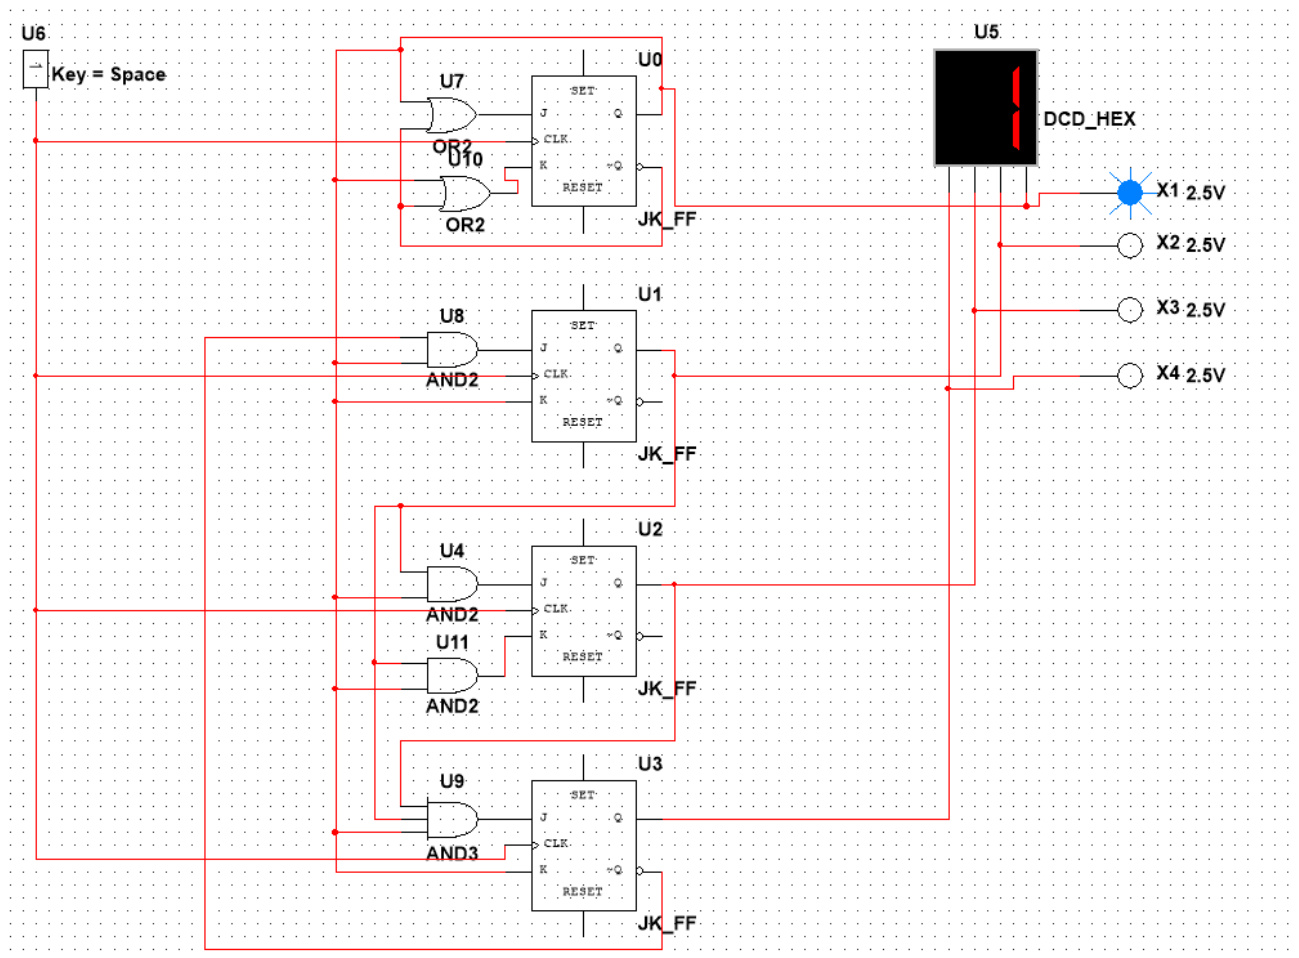 U6
Key = Space
U7
OR2
U10
OR2
U0
SET
J
Q
CLK
K
~Q
RESET
JK_FF
U5
DCD_HEX
X1 2.5V
X2 2.5V
X3 2.5V
X4 2.5V
U8
AND2
U1
SET
J
Q
CLK
K
~Q
RESET
JK_FF
U4
AND2
U11
AND2
U2
SET
J
Q
CLK
K
~Q
RESET
JK_FF
U9
AND3
U3
SET
J
Q
CLK
K
~Q
RESET
JK_FF